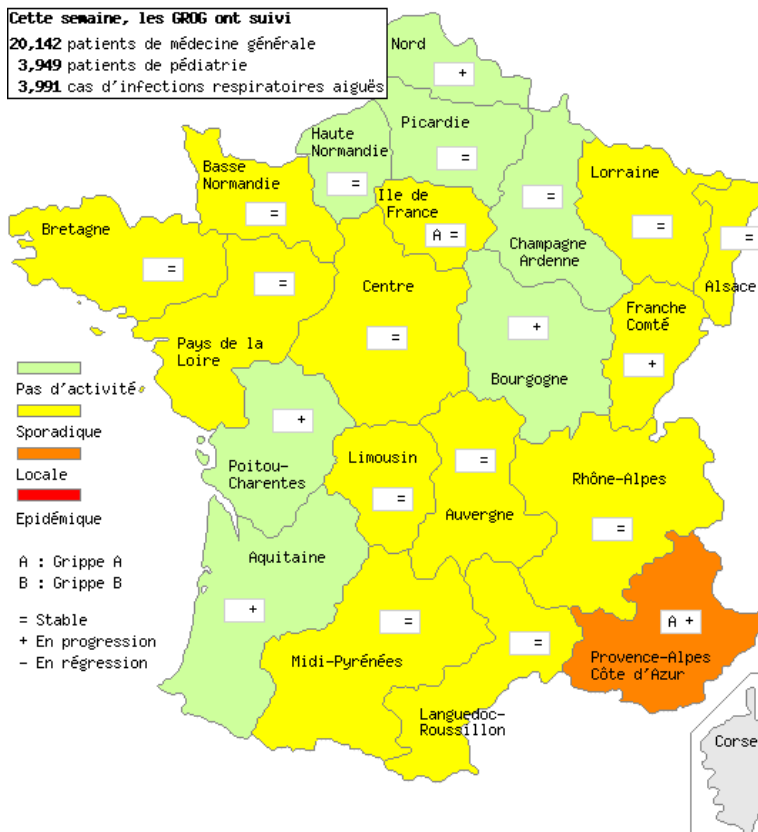 Cette semaine, les GROG ont suivi
20,142 patients de médecine générale
3,949 patients de pédiatrie
3,991 cas d'infections respiratoires aiguës
Nord
+
Picardie
=
Haute
Normandie
=
Basse
Normandie
=
Ile de
France
A =
=
Champagne
Ardenne
Lorraine
=
=
Alsace
Bretagne
=
=
Pays de la
Loire
Centre
=
+
Bourgogne
Franche
Comté
+
Pas d'activité
Sporadique
Locale
Epidémique
A : Grippe A
B : Grippe B
= Stable
+ En progression
- En régression
+
Poitou-
Charentes
Limousin
=
=
Auvergne
Rhône-Alpes
=
Aquitaine
+
=
Midi-Pyrénées
=
Languedoc-
Roussillon
A +
Provence-Alpes
Côte d'Azur
Corse